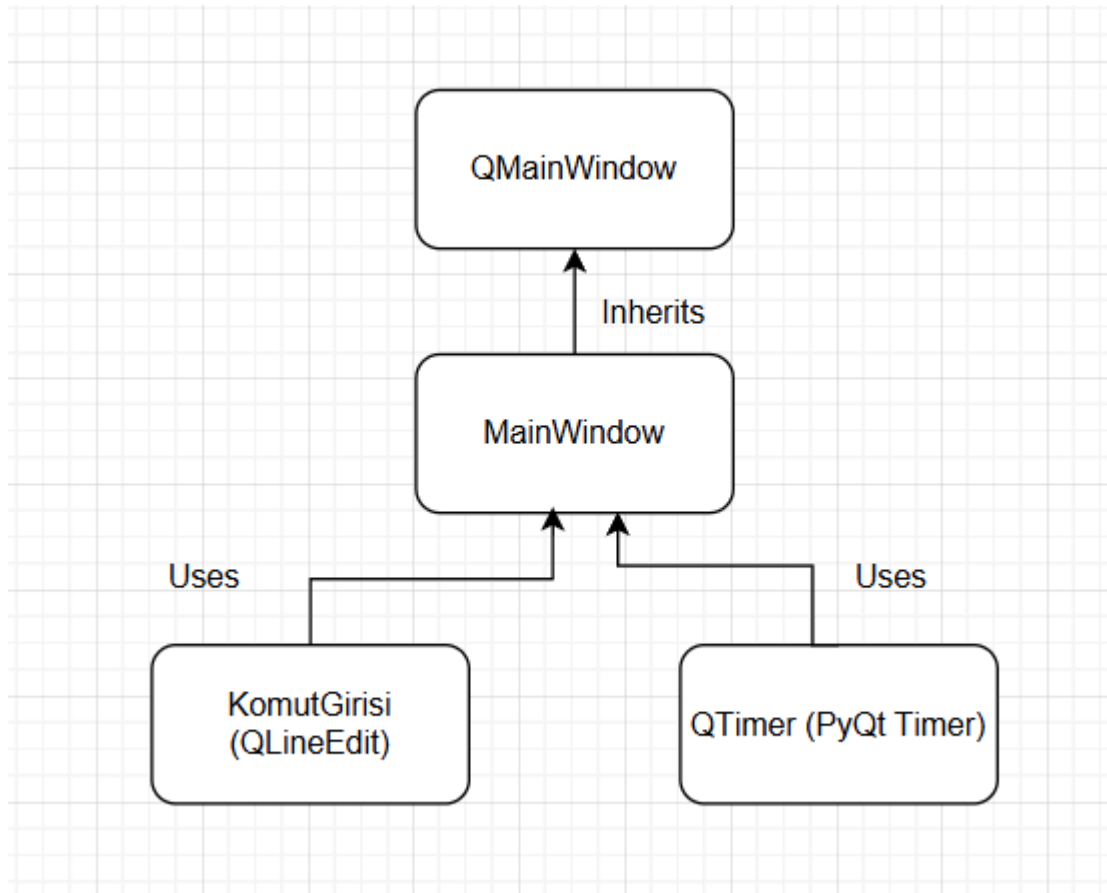 QMainWindow
Inherits
MainWindow
Uses
Uses
KomutGirisi
(QLineEdit)
QTimer (PyQt Timer)